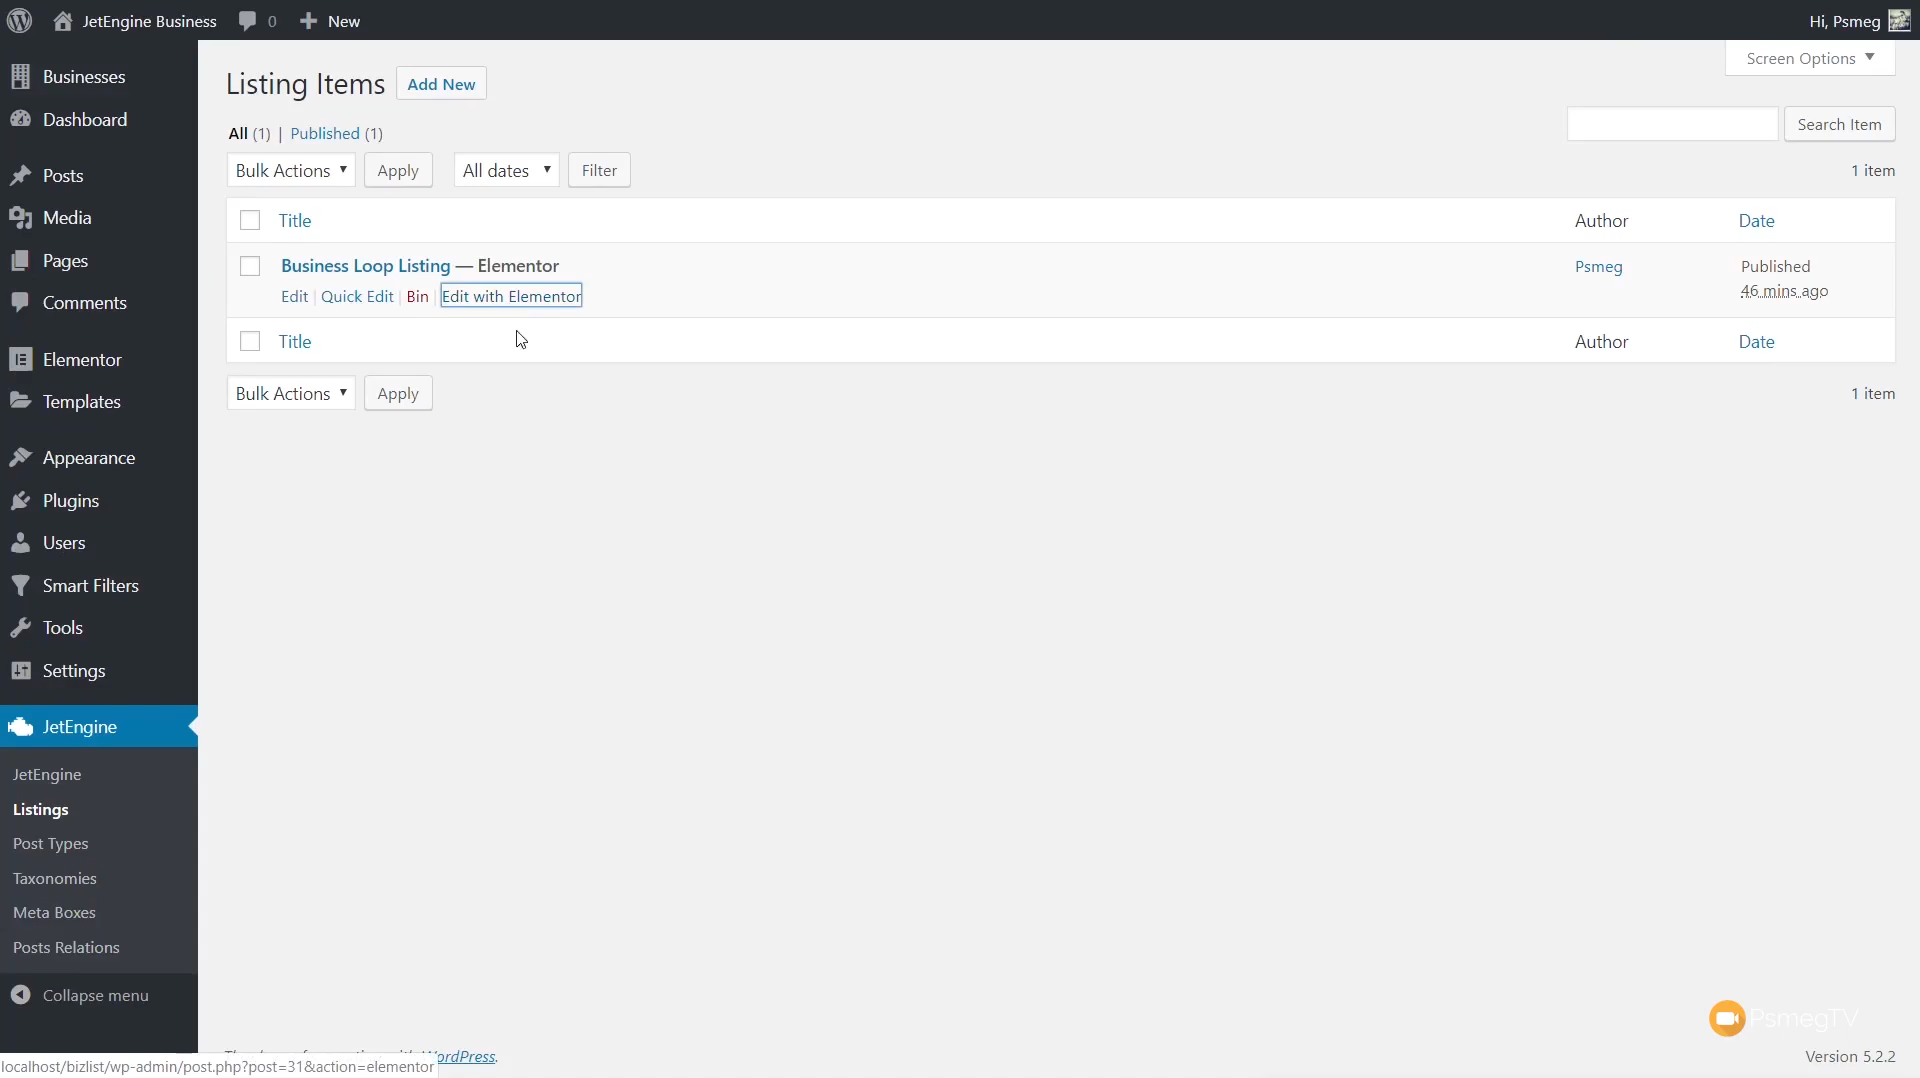 JetEngine Business 0 New Hi, Psmeg
Screen Options
Listing Items Add New
All (1) | Published (1)
Search Item
Bulk Actions Apply All dates Filter 1 item
Title Author Date
Business Loop Listing — Elementor Psmeg Published
Edit | Quick Edit | Bin | Edit with Elementor 46 mins ago
Title Author Date
Bulk Actions Apply 1 item
Businesses
Dashboard
Posts
Media
Pages
Comments
Elementor
Templates
Appearance
Plugins
Users
Smart Filters
Tools
Settings
JetEngine
JetEngine
Listings
Post Types
Taxonomies
Meta Boxes
Posts Relations
Collapse menu
PsmegTV
WordPress.
Version 5.2.2
localhost/bizlist/wp-admin/post.php?post=31&action=elementor